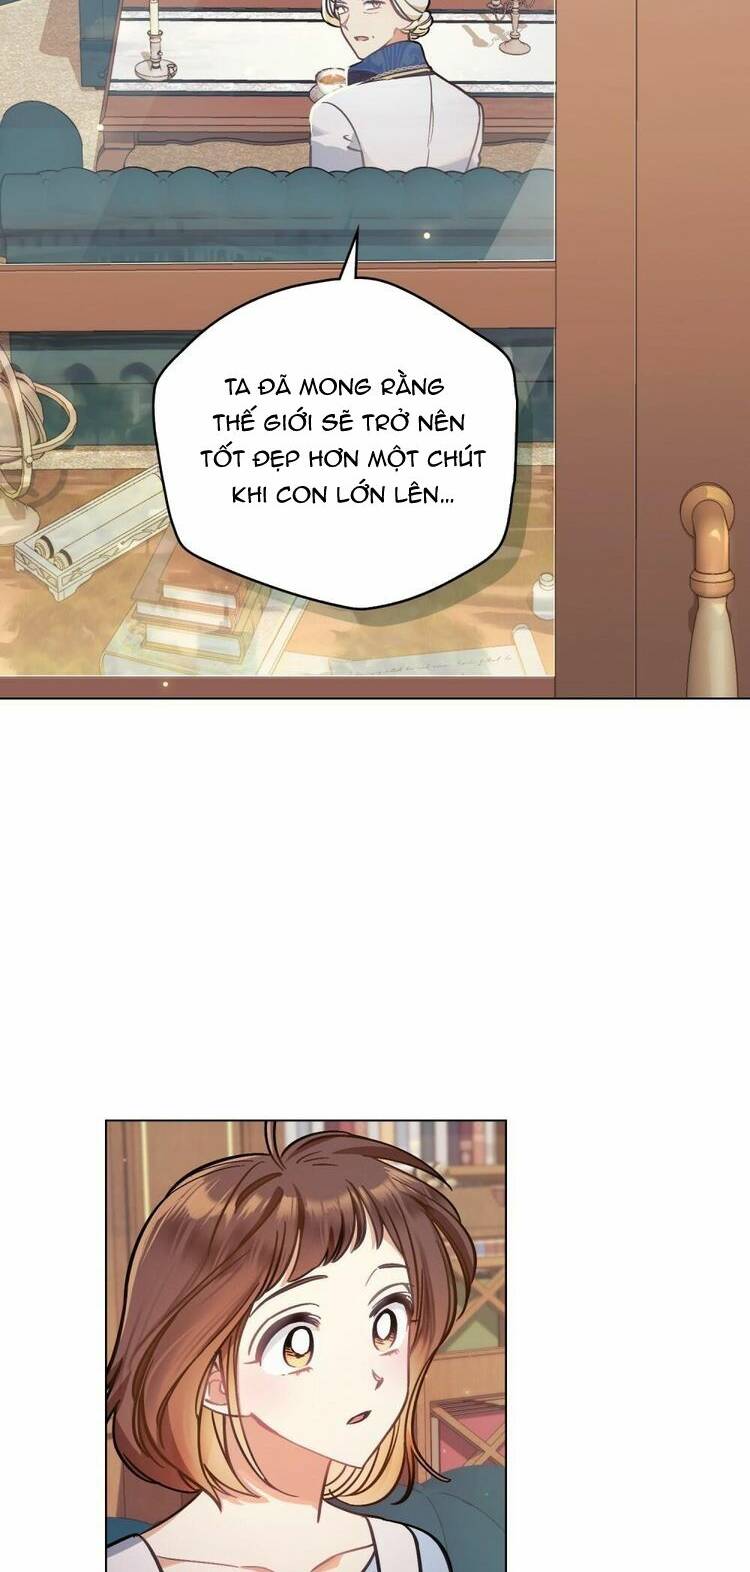 TA ĐÃ MONG RẰNG
THẾ GIỚI SẼ TRỞ NÊN
TỐT ĐẸP HƠN MỘT CHÚT
KHI CON LỚN LÊN...